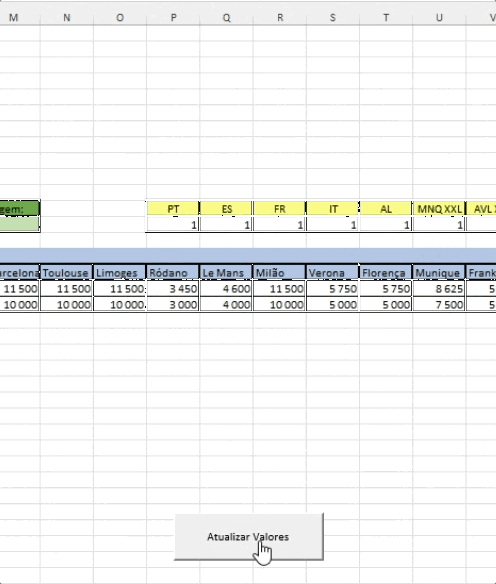 M N O P Q R S T U V
gem: PT ES FR IT AL MNQ XXL AVL X
1 1 1 1 1 1
arcelona Toulouse Limoges Ródano Le Mans Milão Verona Florença Munique Frank
11 500 11 500 11 500 3 450 4 600 11 500 5 750 5 750 8 625 5
10 000 10 000 10 000 3 000 4 000 10 000 5 000 5 000 7 500 5
Atualizar Valores